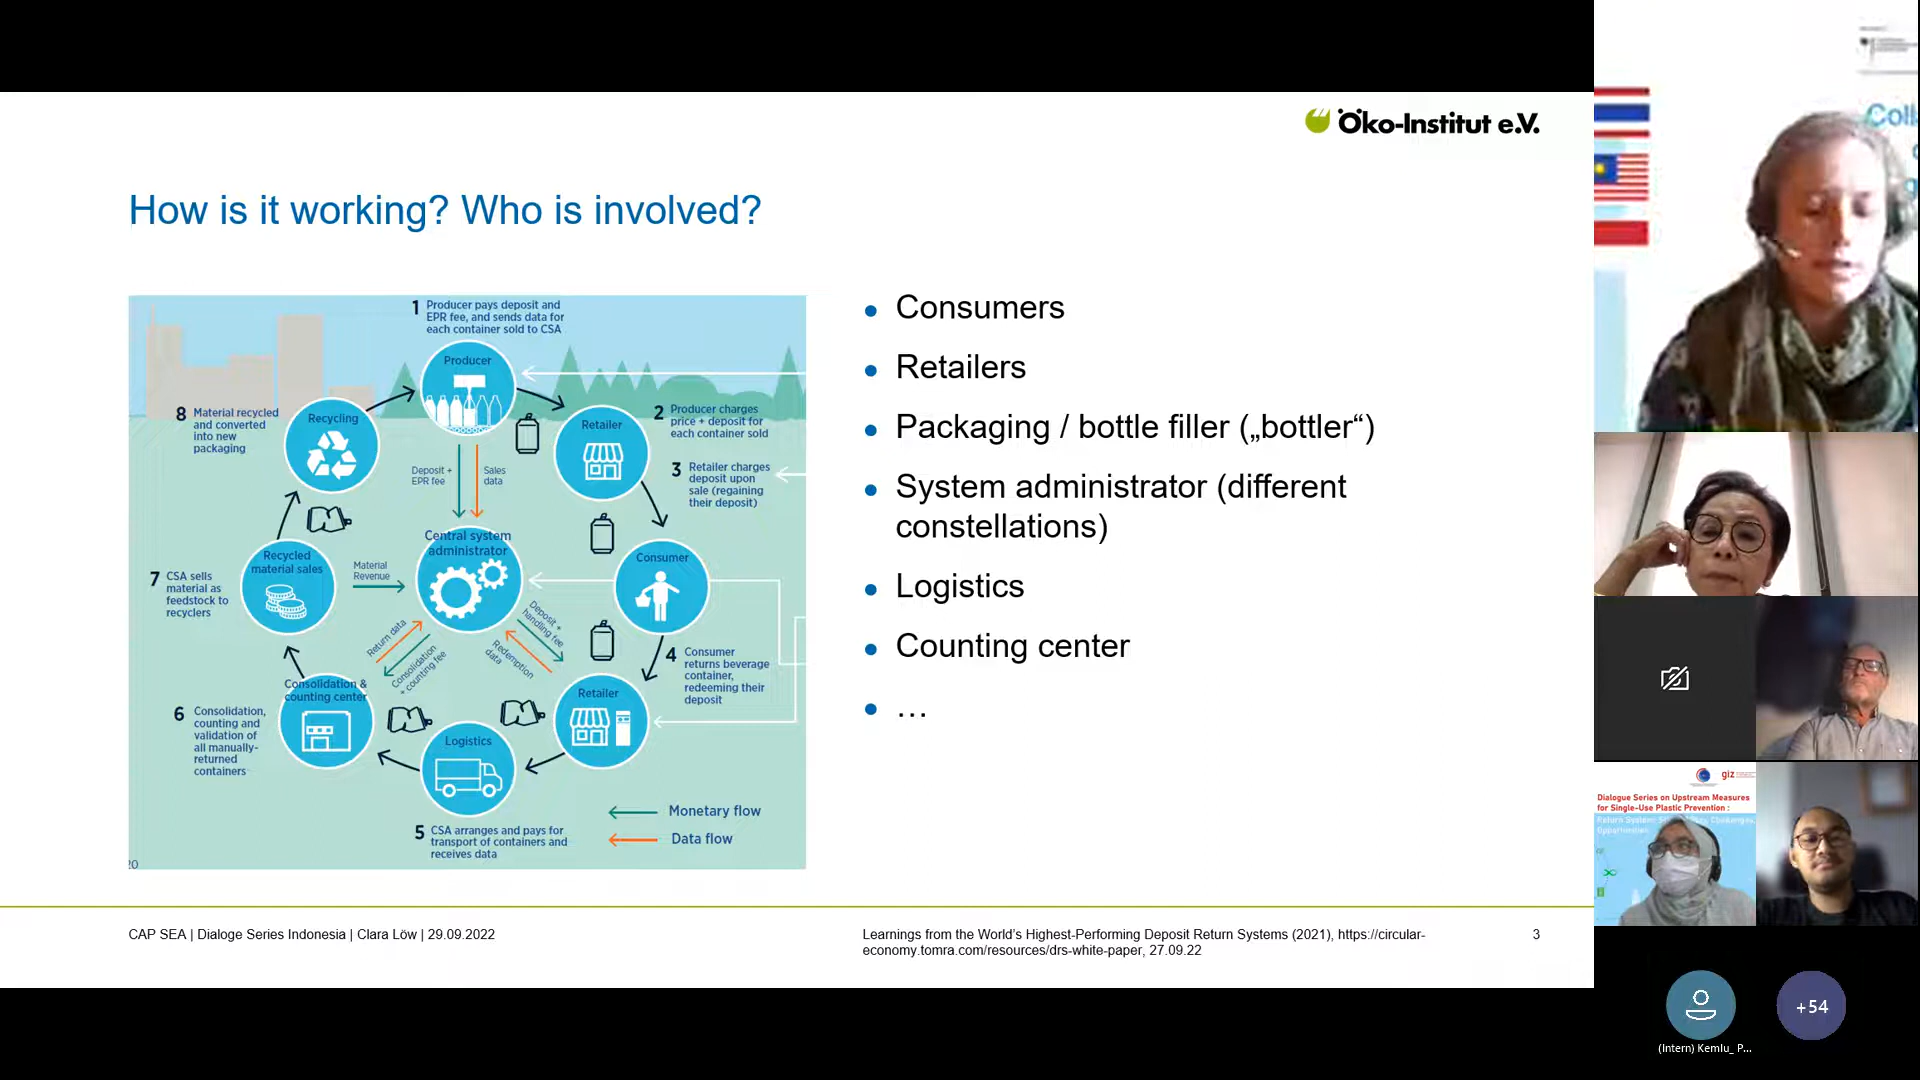 Öko-Institut e.V.
How is it working? Who is involved?
1 Producer pays deposit and
EPR fee, and sends data for
each container sold to CSA
Producer
2 Producer charges
price + deposit for
each container sold
Retailer
3 Retailer charges
deposit upon
sale (regaining
their deposit)
Consumer
4 Consumer
returns beverage
container,
redeeming their
deposit
Retailer
Logistics
5 CSA arranges and pays for
transport of containers and
receives data
Consolidation &
counting center
6 Consolidation,
counting and
validation of
all manually-
returned
containers
Recycled
material sales
7 CSA sells
material as
feedstock to
recyclers
Recycling
8 Material recycled
and converted
into new
packaging
Deposit +
EPR fee
Sales
data
Central system
administrator
Material
Revenue
Return data
Consolidation
+ counting fee
Deposit +
handling fee
Redemption
data
Monetary flow
Data flow
20
• Consumers
• Retailers
• Packaging / bottle filler („bottler“)
• System administrator (different
constellations)
• Logistics
• Counting center
• …
CAP SEA | Dialoge Series Indonesia | Clara Löw | 29.09.2022
Learnings from the World’s Highest-Performing Deposit Return Systems (2021), https://circular-
economy.tomra.com/resources/drs-white-paper, 27.09.22
3
Coll
giz
Dialogue Series on Upstream Measures
for Single-Use Plastic Prevention :
Return System:
Challenges,
Opportunities
+54
(Intern) Kemlu_ P...